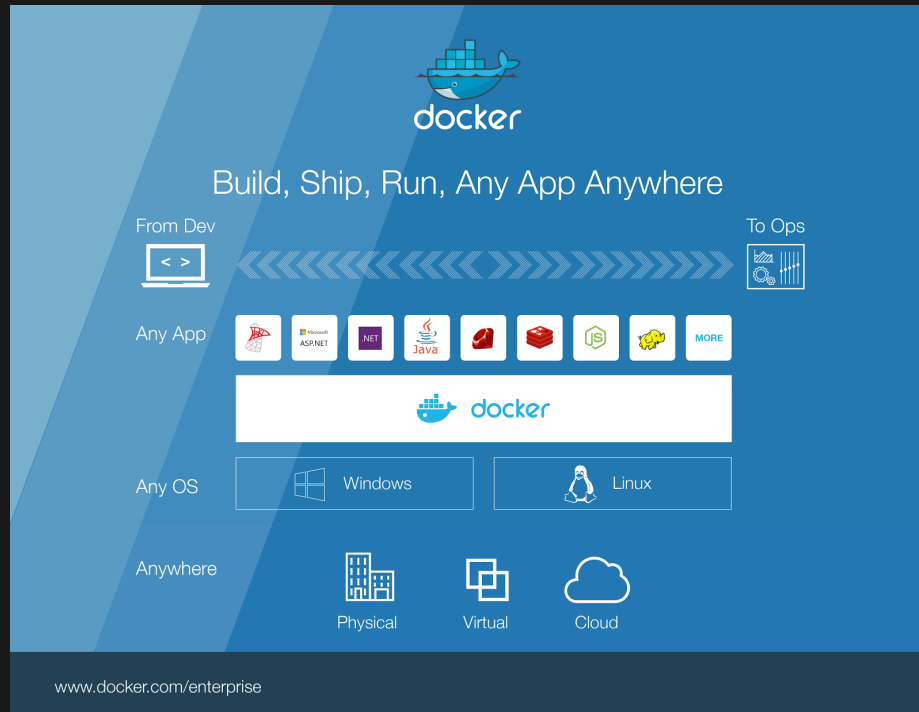 docker
Build, Ship, Run, Any App Anywhere
From Dev
To Ops
< >
Any App
Microsoft
ASP.NET
.NET
Java
JS
MORE
docker
Any OS
Windows
Linux
Anywhere
Physical
Virtual
Cloud
www.docker.com/enterprise